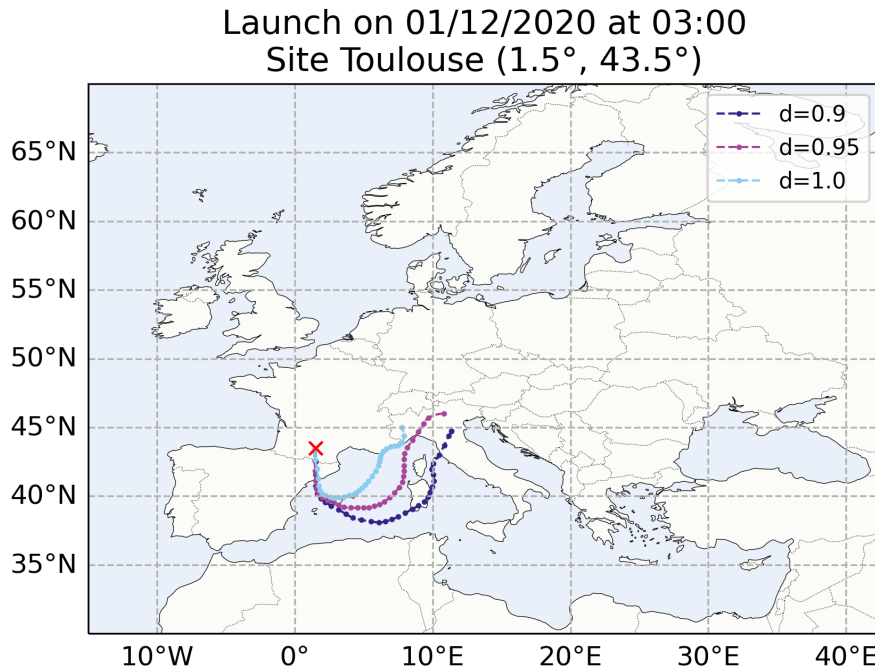 Launch on 01/12/2020 at 03:00
Site Toulouse (1.5°, 43.5°)
d=0.9
d=0.95
d=1.0
65°N
60°N
55°N
50°N
45°N
40°N
35°N
10°W 0° 10°E 20°E 30°E 40°E